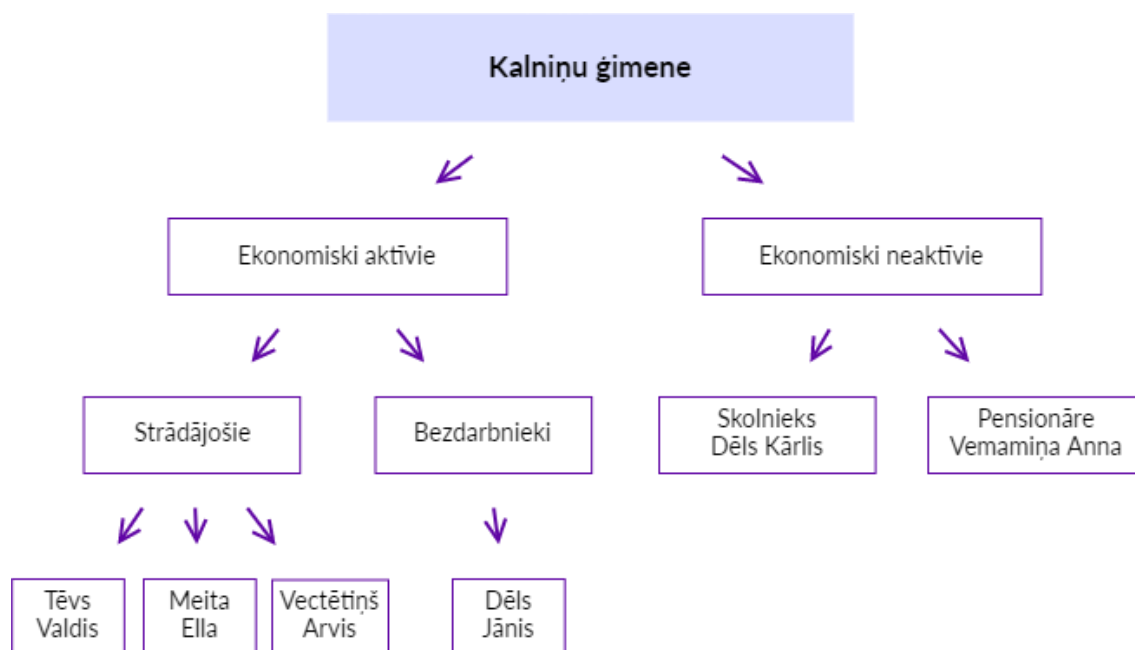 Kalniņu ģimene
Ekonomiski aktīvie
Ekonomiski neaktīvie
Strādājošie
Bezdarbnieki
Skolnieks
Dēls Kārlis
Pensionāre
Vemamiņa Anna
Tēvs
Valdis
Meita
Ella
Vectētiņš
Arvis
Dēls
Jānis